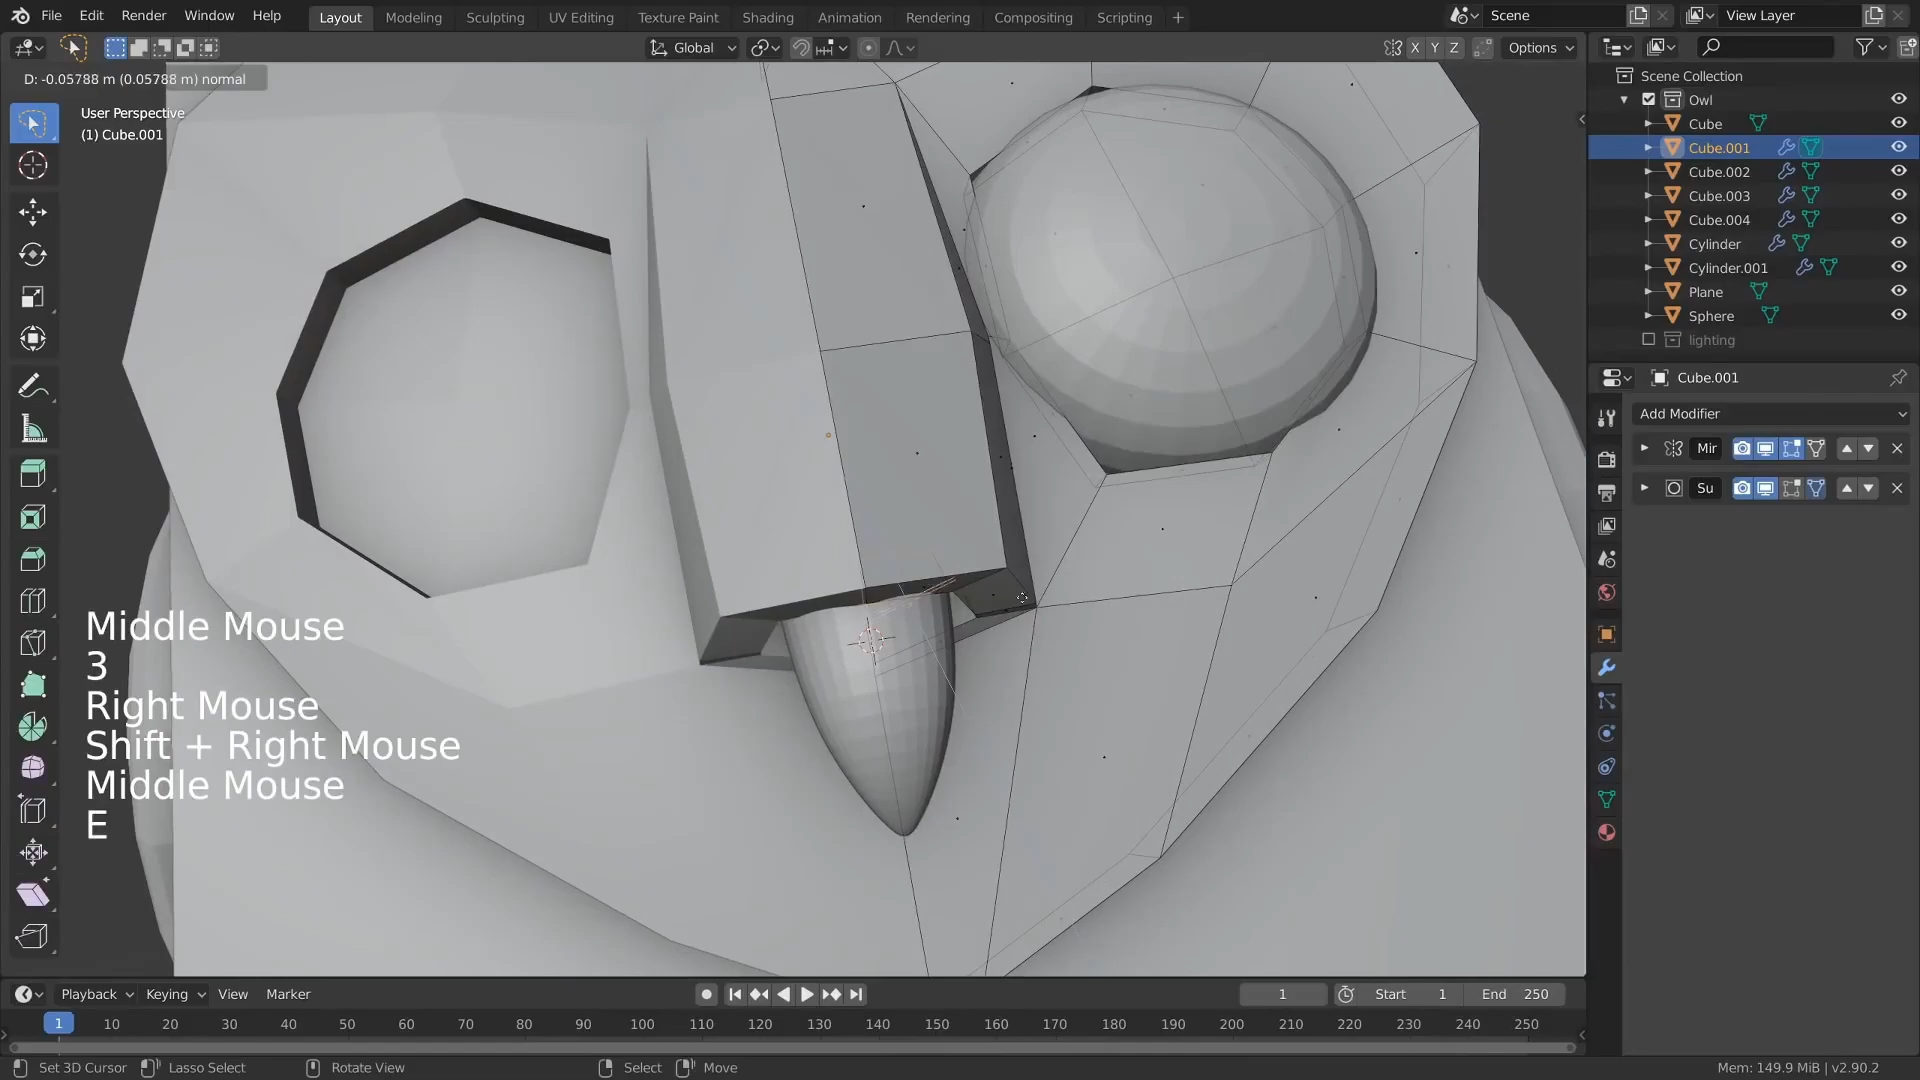 File Edit Render Window Help Layout Modeling Sculpting UV Editing Texture Paint Shading Animation Rendering Compositing Scripting + Scene View Layer
Global X Y Z Options
D: -0.05788 m (0.05788 m) normal
User Perspective
(1) Cube.001
Scene Collection
Owl
Cube
Cube.001
Cube.002
Cube.003
Cube.004
Cylinder
Cylinder.001
Plane
Sphere
lighting
Cube.001
Add Modifier
Mir
Su
Middle Mouse
3
Right Mouse
Shift + Right Mouse
Middle Mouse
E
Playback Keying View Marker 1 Start 1 End 250
1 10 20 30 40 50 60 70 80 90 100 110 120 130 140 150 160 170 180 190 200 210 220 230 240 250
Set 3D Cursor Lasso Select Rotate View Select Move Mem: 149.9 MiB | v2.90.2